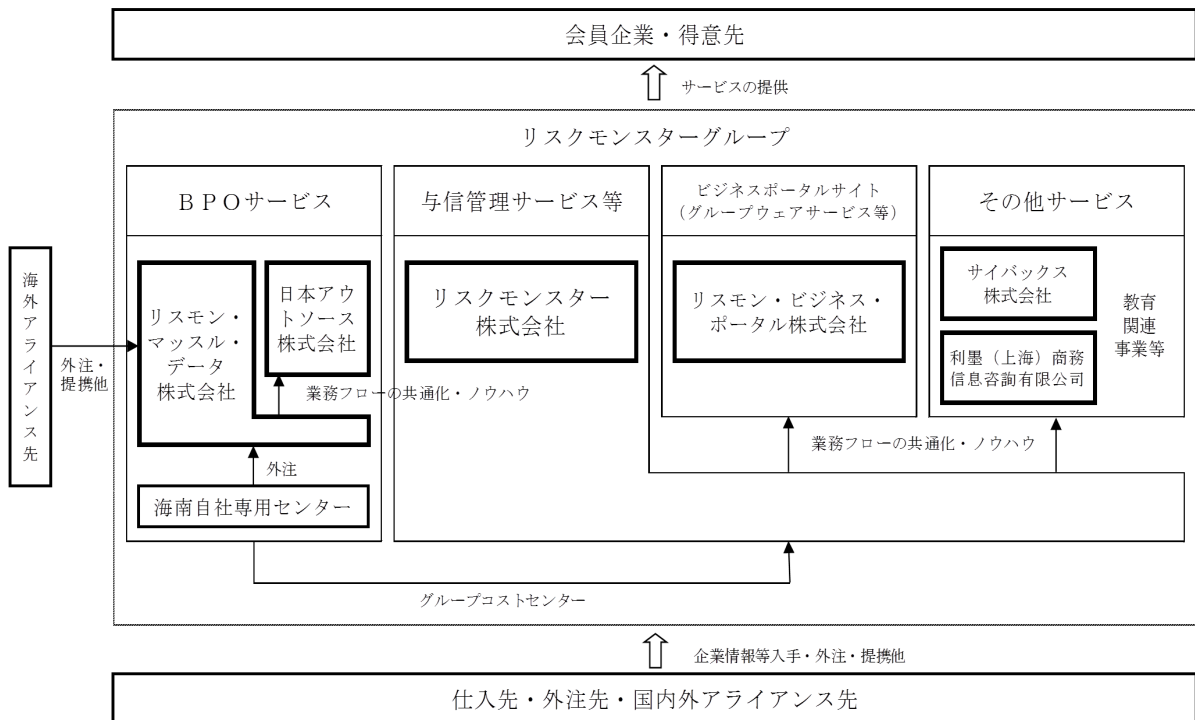 会員企業・得意先
サービスの提供
リスクモンスターグループ
BPOサービス
与信管理サービス等
ビジネスポータルサイト
(グループウェアサービス等)
その他サービス
海外アライアンス先
外注・
提携他
リスモン・
マッスル・
データ
株式会社
日本アウ
トソース
株式会社
業務フローの共通化・ノウハウ
外注
海南自社専用センター
リスクモンスター
株式会社
リスモン・ビジネス・
ポータル株式会社
サイバックス
株式会社
利墨（上海）商務
信息咨詢有限公司
教育
関連
事業等
業務フローの共通化・ノウハウ
グループコストセンター
企業情報等入手・外注・提携他
仕入先・外注先・国内外アライアンス先